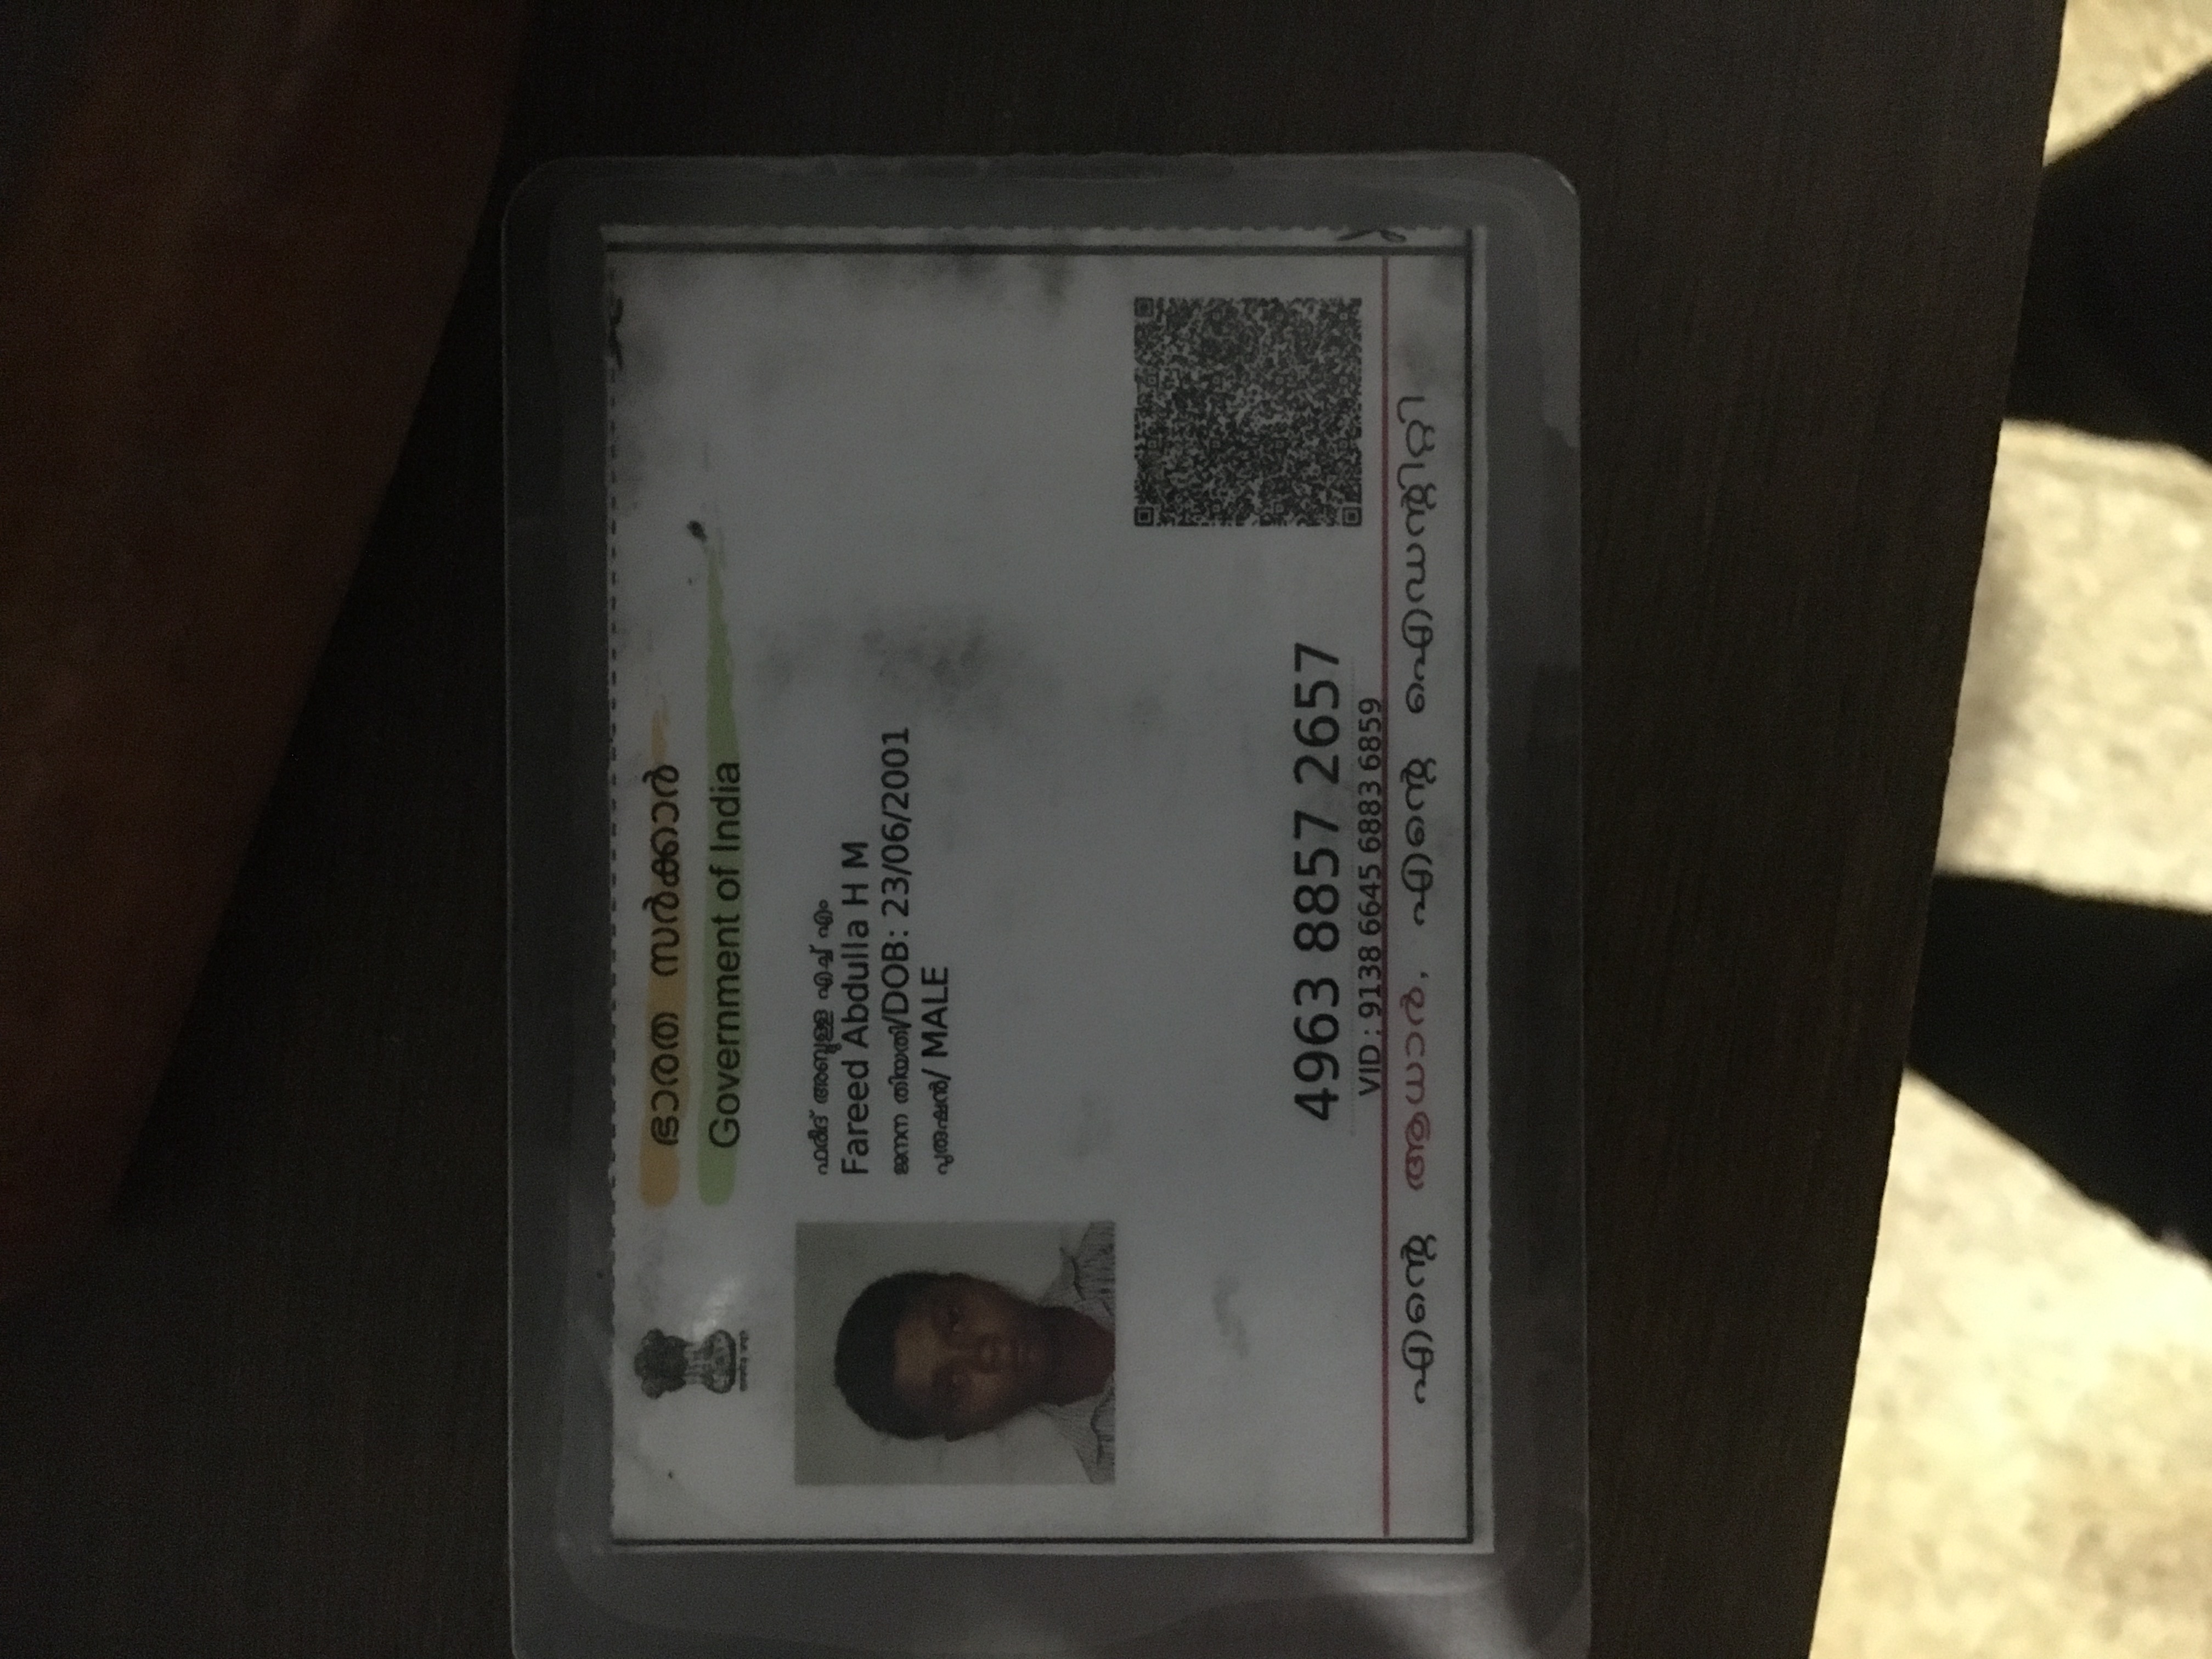 ഭാരത സർക്കാർ
Government of India
ഫരീദ് അബ്ദുള്ള എച്ച് എം
Fareed Abdulla H M
ജനന തിയതി/DOB: 23/06/2001
പുരുഷൻ/ MALE
4963 8857 2657
VID : 9138 6645 6883 6859
എന്റെ ആധാർ, എന്റെ ഐഡന്റിറ്റി